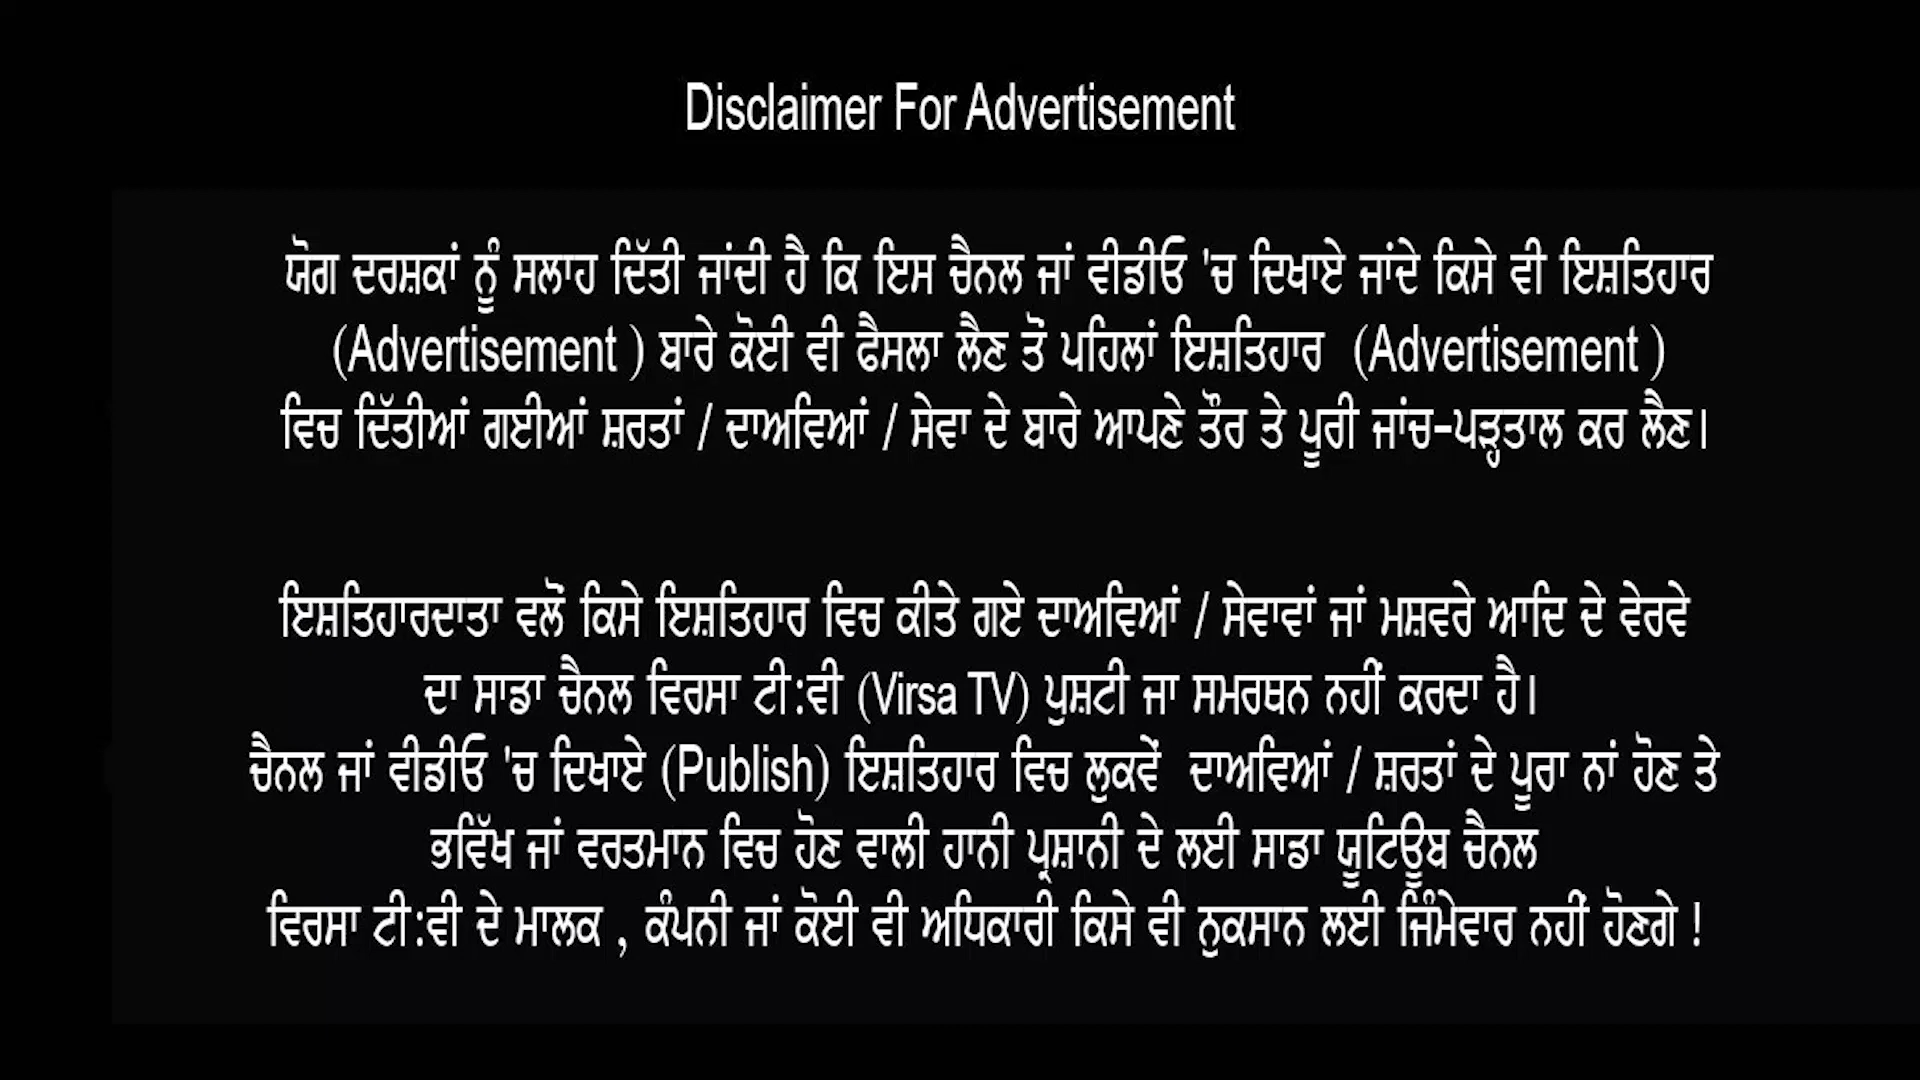 Disclaimer For Advertisement
ਯੋਗ ਦਰਸ਼ਕਾਂ ਨੂੰ ਸਲਾਹ ਦਿੱਤੀ ਜਾਂਦੀ ਹੈ ਕਿ ਇਸ ਚੈਨਲ ਜਾਂ ਵੀਡੀਓ 'ਚ ਦਿਖਾਏ ਜਾਂਦੇ ਕਿਸੇ ਵੀ ਇਸ਼ਤਿਹਾਰ
(Advertisement ) ਬਾਰੇ ਕੋਈ ਵੀ ਫੈਸਲਾ ਲੈਣ ਤੋਂ ਪਹਿਲਾਂ ਇਸ਼ਤਿਹਾਰ (Advertisement )
ਵਿਚ ਦਿੱਤੀਆਂ ਗਈਆਂ ਸ਼ਰਤਾਂ / ਦਾਅਵਿਆਂ / ਸੇਵਾ ਦੇ ਬਾਰੇ ਆਪਣੇ ਤੌਰ ਤੇ ਪੂਰੀ ਜਾਂਚ-ਪੜ੍ਹਤਾਲ ਕਰ ਲੈਣ।
ਇਸ਼ਤਿਹਾਰਦਾਤਾ ਵਲੋਂ ਕਿਸੇ ਇਸ਼ਤਿਹਾਰ ਵਿਚ ਕੀਤੇ ਗਏ ਦਾਅਵਿਆਂ / ਸੇਵਾਵਾਂ ਜਾਂ ਮਸ਼ਵਰੇ ਆਦਿ ਦੇ ਵੇਰਵੇ
ਦਾ ਸਾਡਾ ਚੈਨਲ ਵਿਰਸਾ ਟੀ:ਵੀ (Virsa TV) ਪੁਸ਼ਟੀ ਜਾ ਸਮਰਥਨ ਨਹੀਂ ਕਰਦਾ ਹੈ।
ਚੈਨਲ ਜਾਂ ਵੀਡੀਓ 'ਚ ਦਿਖਾਏ (Publish) ਇਸ਼ਤਿਹਾਰ ਵਿਚ ਲੁਕਵੇਂ ਦਾਅਵਿਆਂ / ਸ਼ਰਤਾਂ ਦੇ ਪੂਰਾ ਨਾਂ ਹੋਣ ਤੇ
ਭਵਿੱਖ ਜਾਂ ਵਰਤਮਾਨ ਵਿਚ ਹੋਣ ਵਾਲੀ ਹਾਨੀ ਪ੍ਰਸ਼ਾਨੀ ਦੇ ਲਈ ਸਾਡਾ ਯੂਟਿਊਬ ਚੈਨਲ
ਵਿਰਸਾ ਟੀ:ਵੀ ਦੇ ਮਾਲਕ , ਕੰਪਨੀ ਜਾਂ ਕੋਈ ਵੀ ਅਧਿਕਾਰੀ ਕਿਸੇ ਵੀ ਨੁਕਸਾਨ ਲਈ ਜਿੰਮੇਵਾਰ ਨਹੀਂ ਹੋਣਗੇ !